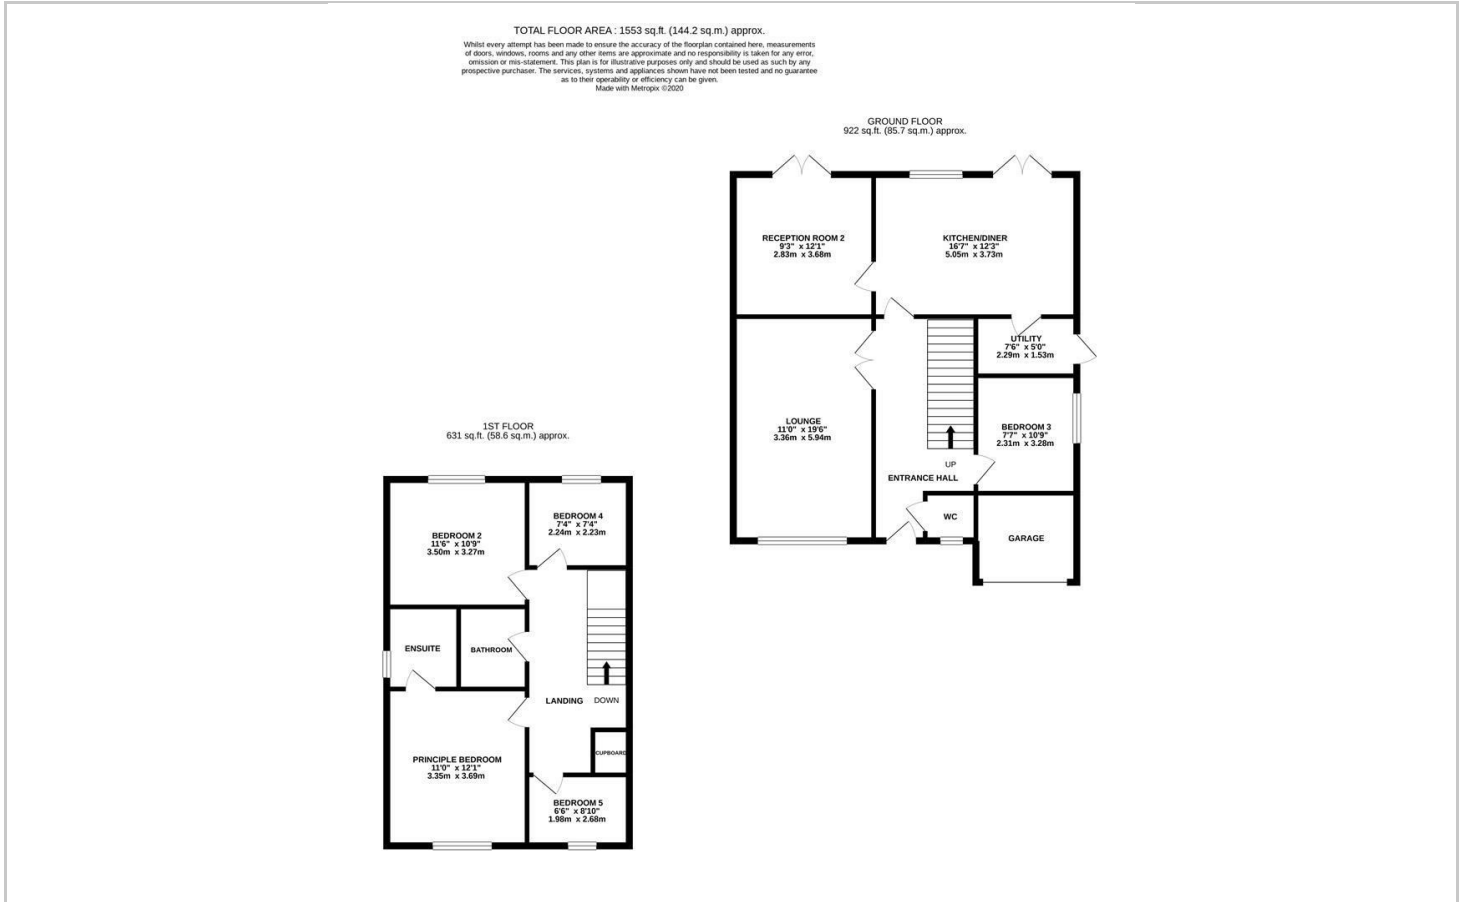 TOTAL FLOOR AREA : 1553 sq.ft. (144.2 sq.m.) approx.
Whilst every attempt has been made to ensure the accuracy of the floorplan contained here, measurements
of doors, windows, rooms and any other items are approximate and no responsibility is taken for any error,
omission or mis-statement. This plan is for illustrative purposes only and should be used as such by any
prospective purchaser. The services, systems and appliances shown have not been tested and no guarantee
as to their operability or efficiency can be given.
Made with Metropix ©2020
GROUND FLOOR
922 sq.ft. (85.7 sq.m.) approx.
RECEPTION ROOM 2
9'3" x 12'1"
2.83m x 3.68m
KITCHEN/DINER
16'7" x 12'3"
5.05m x 3.73m
UTILITY
7'6" x 5'0"
2.29m x 1.53m
LOUNGE
11'0" x 19'6"
3.36m x 5.94m
BEDROOM 3
7'7" x 10'9"
2.31m x 3.28m
UP
ENTRANCE HALL
WC
GARAGE
1ST FLOOR
631 sq.ft. (58.6 sq.m.) approx.
BEDROOM 2
11'6" x 10'9"
3.50m x 3.27m
BEDROOM 4
7'4" x 7'4"
2.24m x 2.23m
ENSUITE
BATHROOM
LANDING
DOWN
CUPBOARD
PRINCIPLE BEDROOM
11'0" x 12'1"
3.35m x 3.69m
BEDROOM 5
6'6" x 8'10"
1.98m x 2.68m